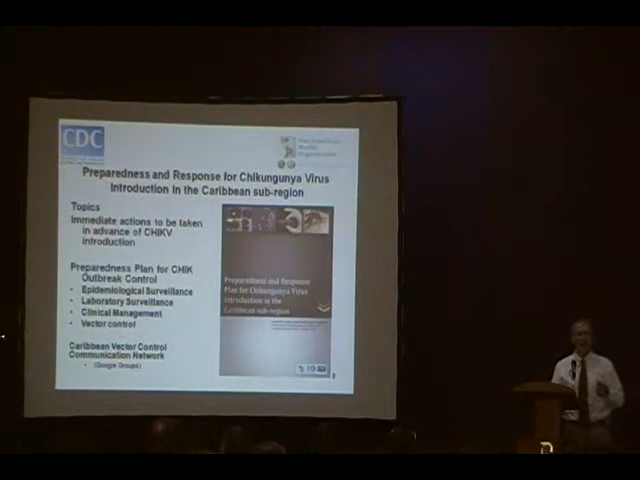 CDC
Preparedness and Response for Chikungunya Virus
Introduction in the Caribbean sub-region
Topics
Immediate actions to be taken
in advance of CHIKV
introduction
Preparedness Plan for CHIK
Outbreak Control
• Epidemiological Surveillance
• Laboratory Surveillance
• Clinical Management
• Vector control
Caribbean Vector Control
Communication Network
• (Google Groups)
Preparedness and Response
Plan for Chikungunya Virus
Introduction in the
Caribbean sub-region